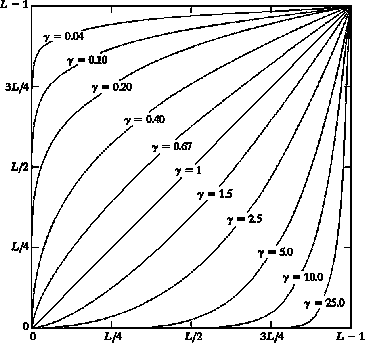 L − 1
γ = 0.04
γ = 0.10
3L/4
γ = 0.20
γ = 0.40
γ = 0.67
L/2
γ = 1
γ = 1.5
γ = 2.5
L/4
γ = 5.0
γ = 10.0
γ = 25.0
0
0 L/4 L/2 3L/4 L − 1